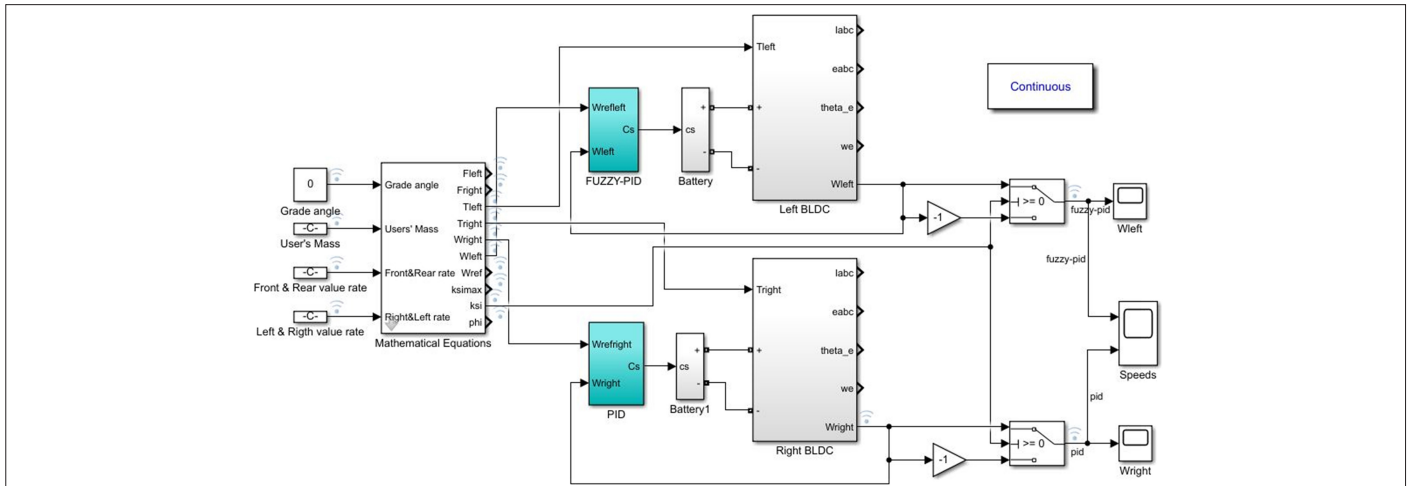 Continuous
Tleft
Iabc
eabc
theta_e
we
Wleft
+
-
Left BLDC
Wrefleft
Wleft
Cs
FUZZY-PID
cs
+
-
Battery
0
Grade angle
-C-
User's Mass
-C-
Front & Rear value rate
-C-
Left & Rigth value rate
Grade angle
Users' Mass
Front&Rear rate
Right&Left rate
Fleft
Fright
Tleft
Tright
Wright
Wleft
Wref
ksimax
ksi
phi
Mathematical Equations
-1
>= 0
fuzzy-pid
Wleft
fuzzy-pid
Speeds
pid
Tright
Iabc
eabc
theta_e
we
Wright
+
-
Right BLDC
Wrefright
Wright
Cs
PID
cs
+
-
Battery1
-1
>= 0
pid
Wright